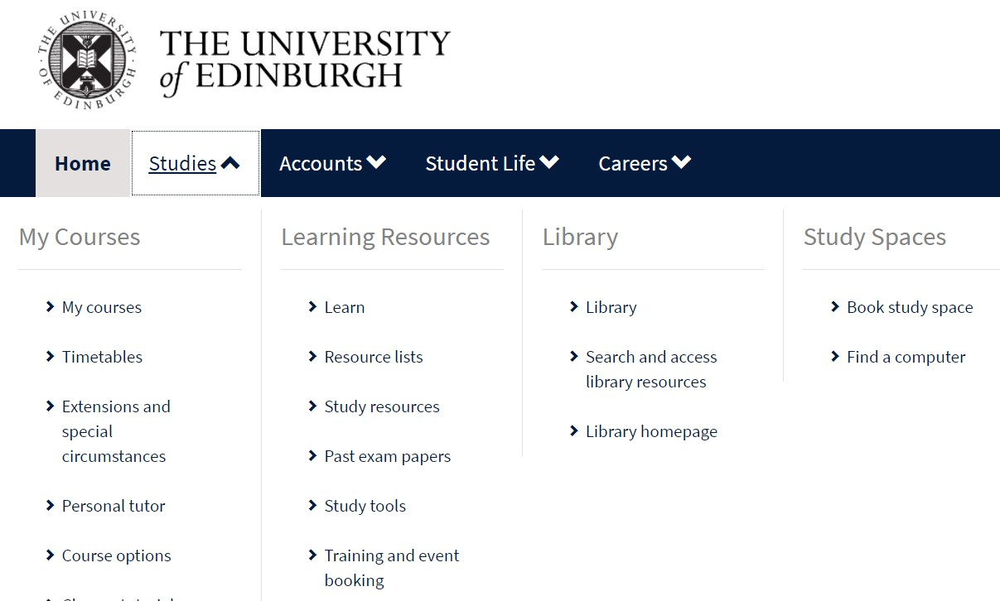 THE UNIVERSITY OF EDINBURGH
THE UNIVERSITY
of EDINBURGH
Home
Studies
Accounts
Student Life
Careers
My Courses
My courses
Timetables
Extensions and
special
circumstances
Personal tutor
Course options
Learning Resources
Learn
Resource lists
Study resources
Past exam papers
Study tools
Training and event
booking
Library
Library
Search and access
library resources
Library homepage
Study Spaces
Book study space
Find a computer